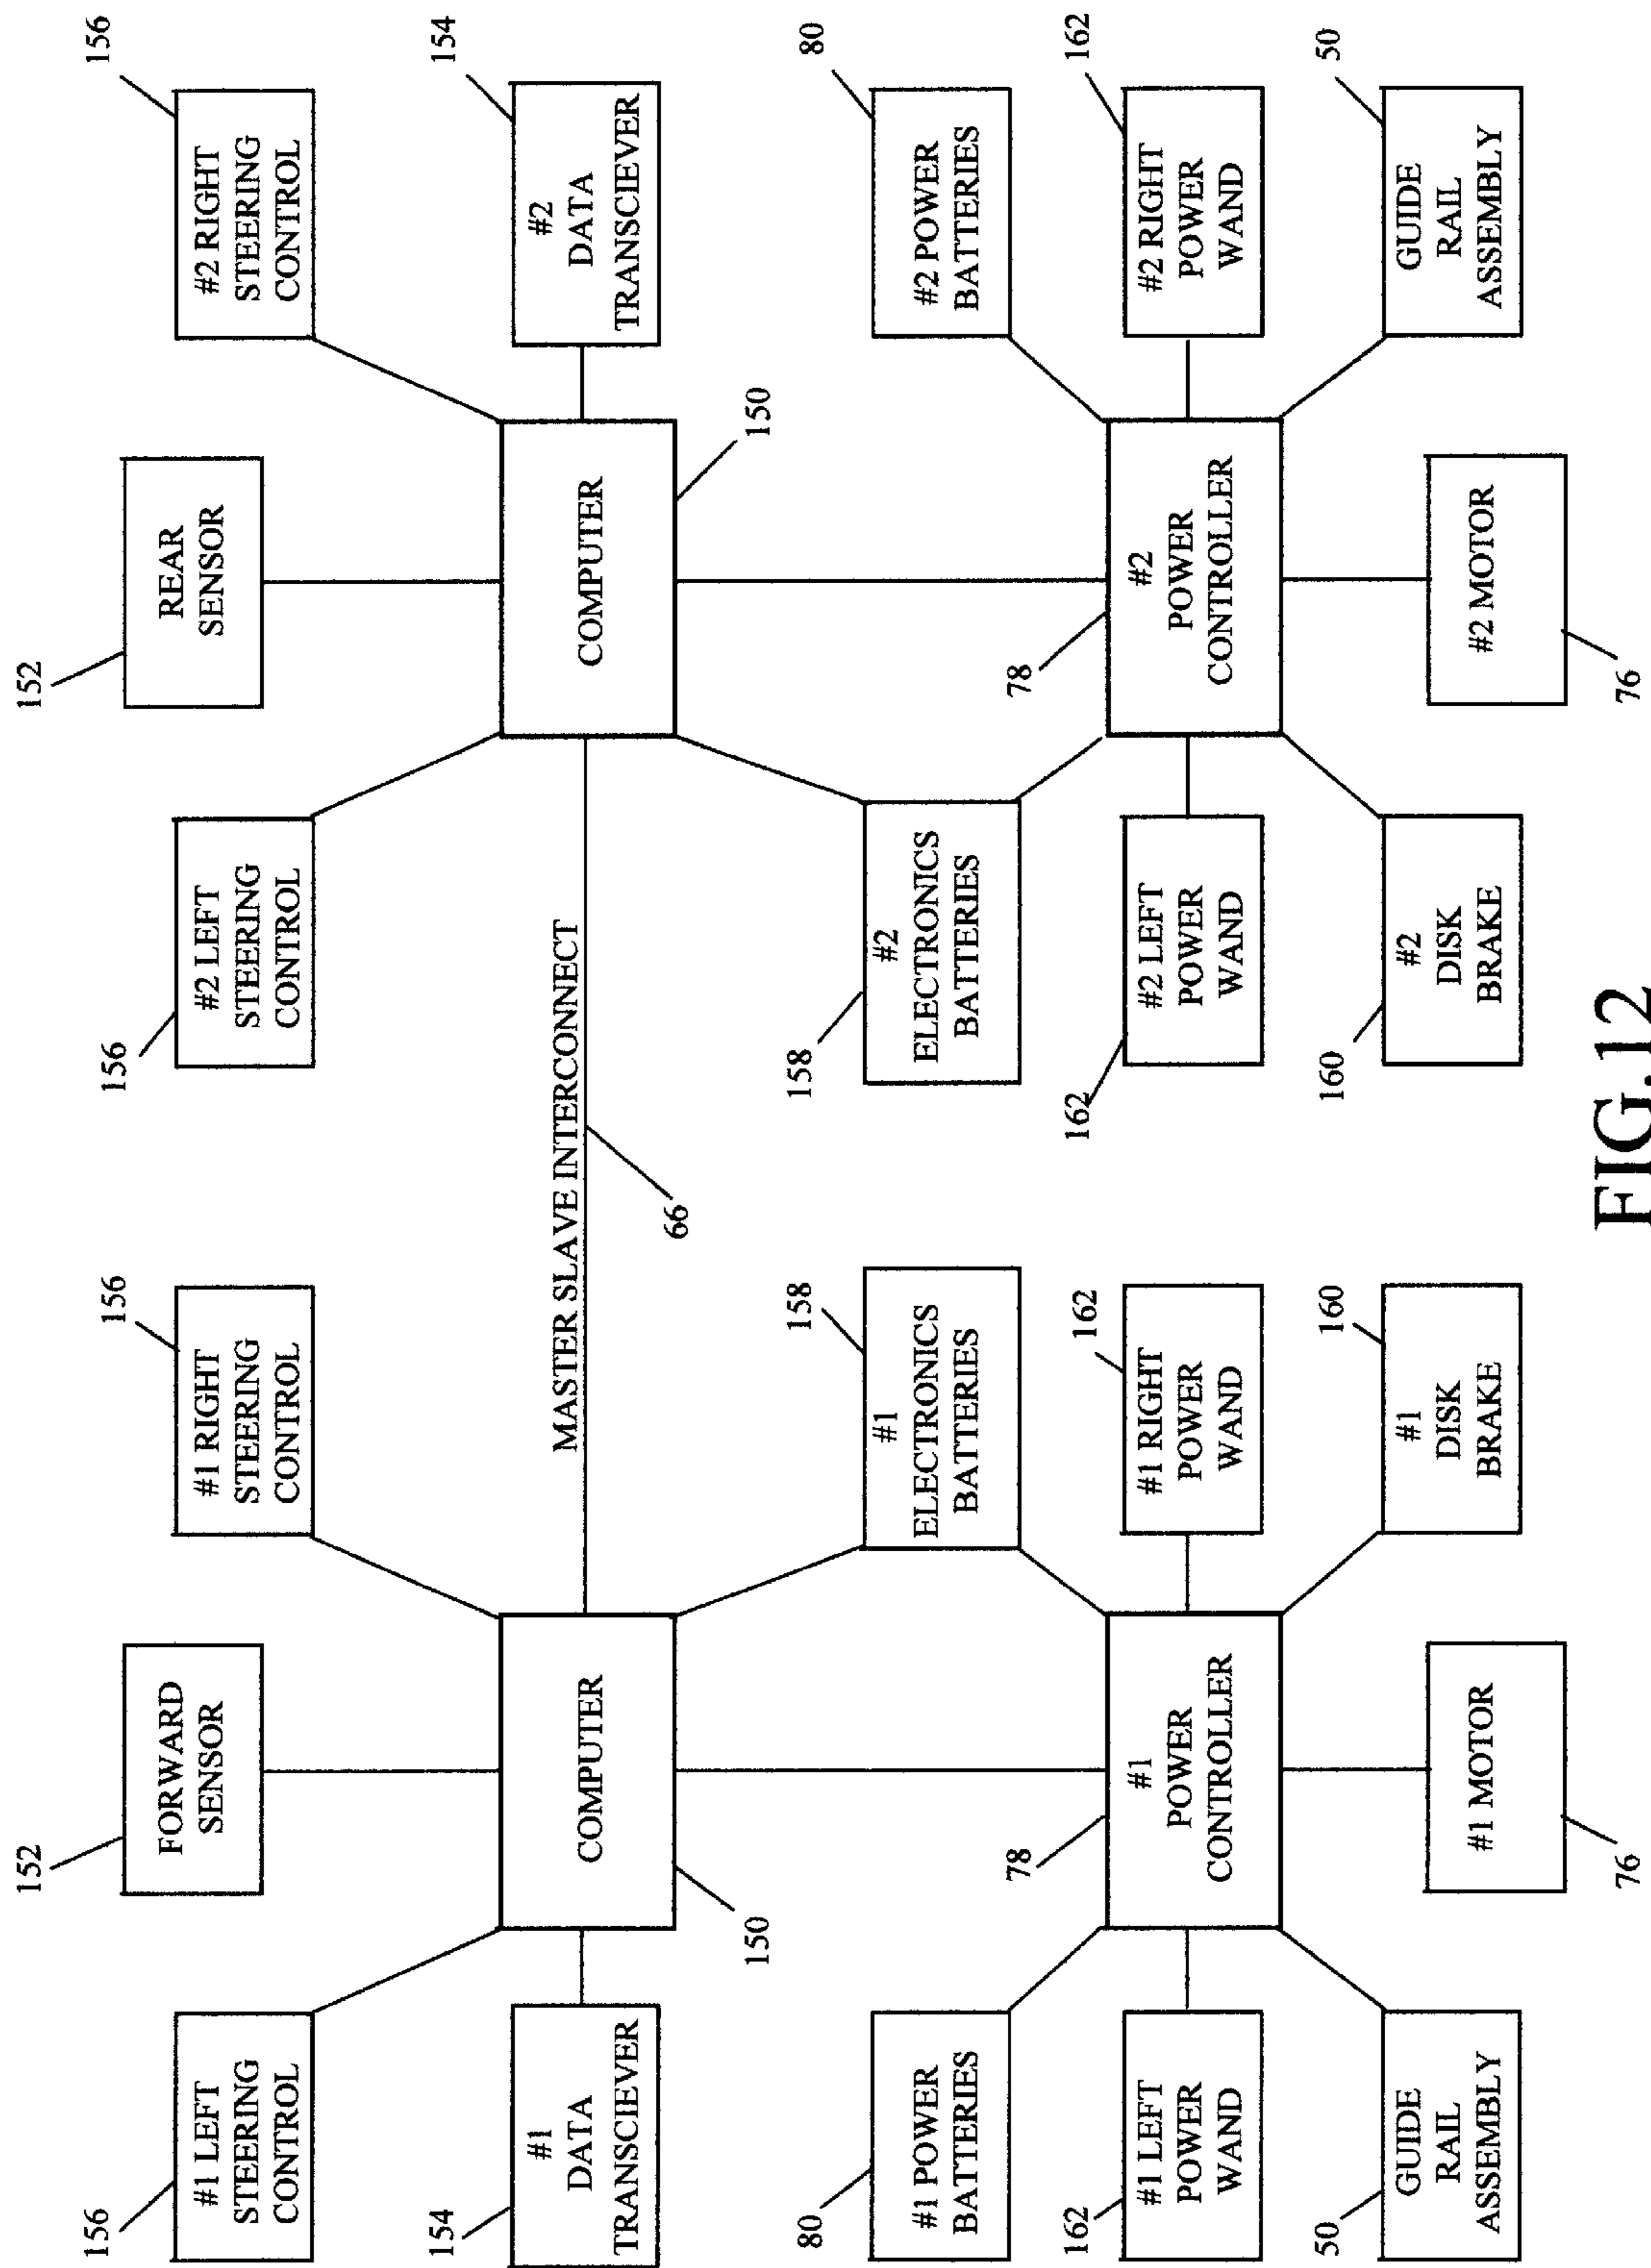 156
#1 LEFT
STEERING
CONTROL
152
FORWARD
SENSOR
156
#1 RIGHT
STEERING
CONTROL
156
#2 LEFT
STEERING
CONTROL
152
REAR
SENSOR
156
#2 RIGHT
STEERING
CONTROL
154
#1
DATA
TRANSCIEVER
150
COMPUTER
MASTER SLAVE INTERCONNECT
66
COMPUTER
150
154
#2
DATA
TRANSCIEVER
80
#1 POWER
BATTERIES
158
#1
ELECTRONICS
BATTERIES
158
#2
ELECTRONICS
BATTERIES
80
#2 POWER
BATTERIES
162
#1 LEFT
POWER
WAND
78
#1
POWER
CONTROLLER
162
#1 RIGHT
POWER
WAND
162
#2 LEFT
POWER
WAND
78
#2
POWER
CONTROLLER
162
#2 RIGHT
POWER
WAND
50
GUIDE
RAIL
ASSEMBLY
#1 MOTOR
76
160
#1
DISK
BRAKE
160
#2
DISK
BRAKE
#2 MOTOR
76
50
GUIDE
RAIL
ASSEMBLY
FIG.12